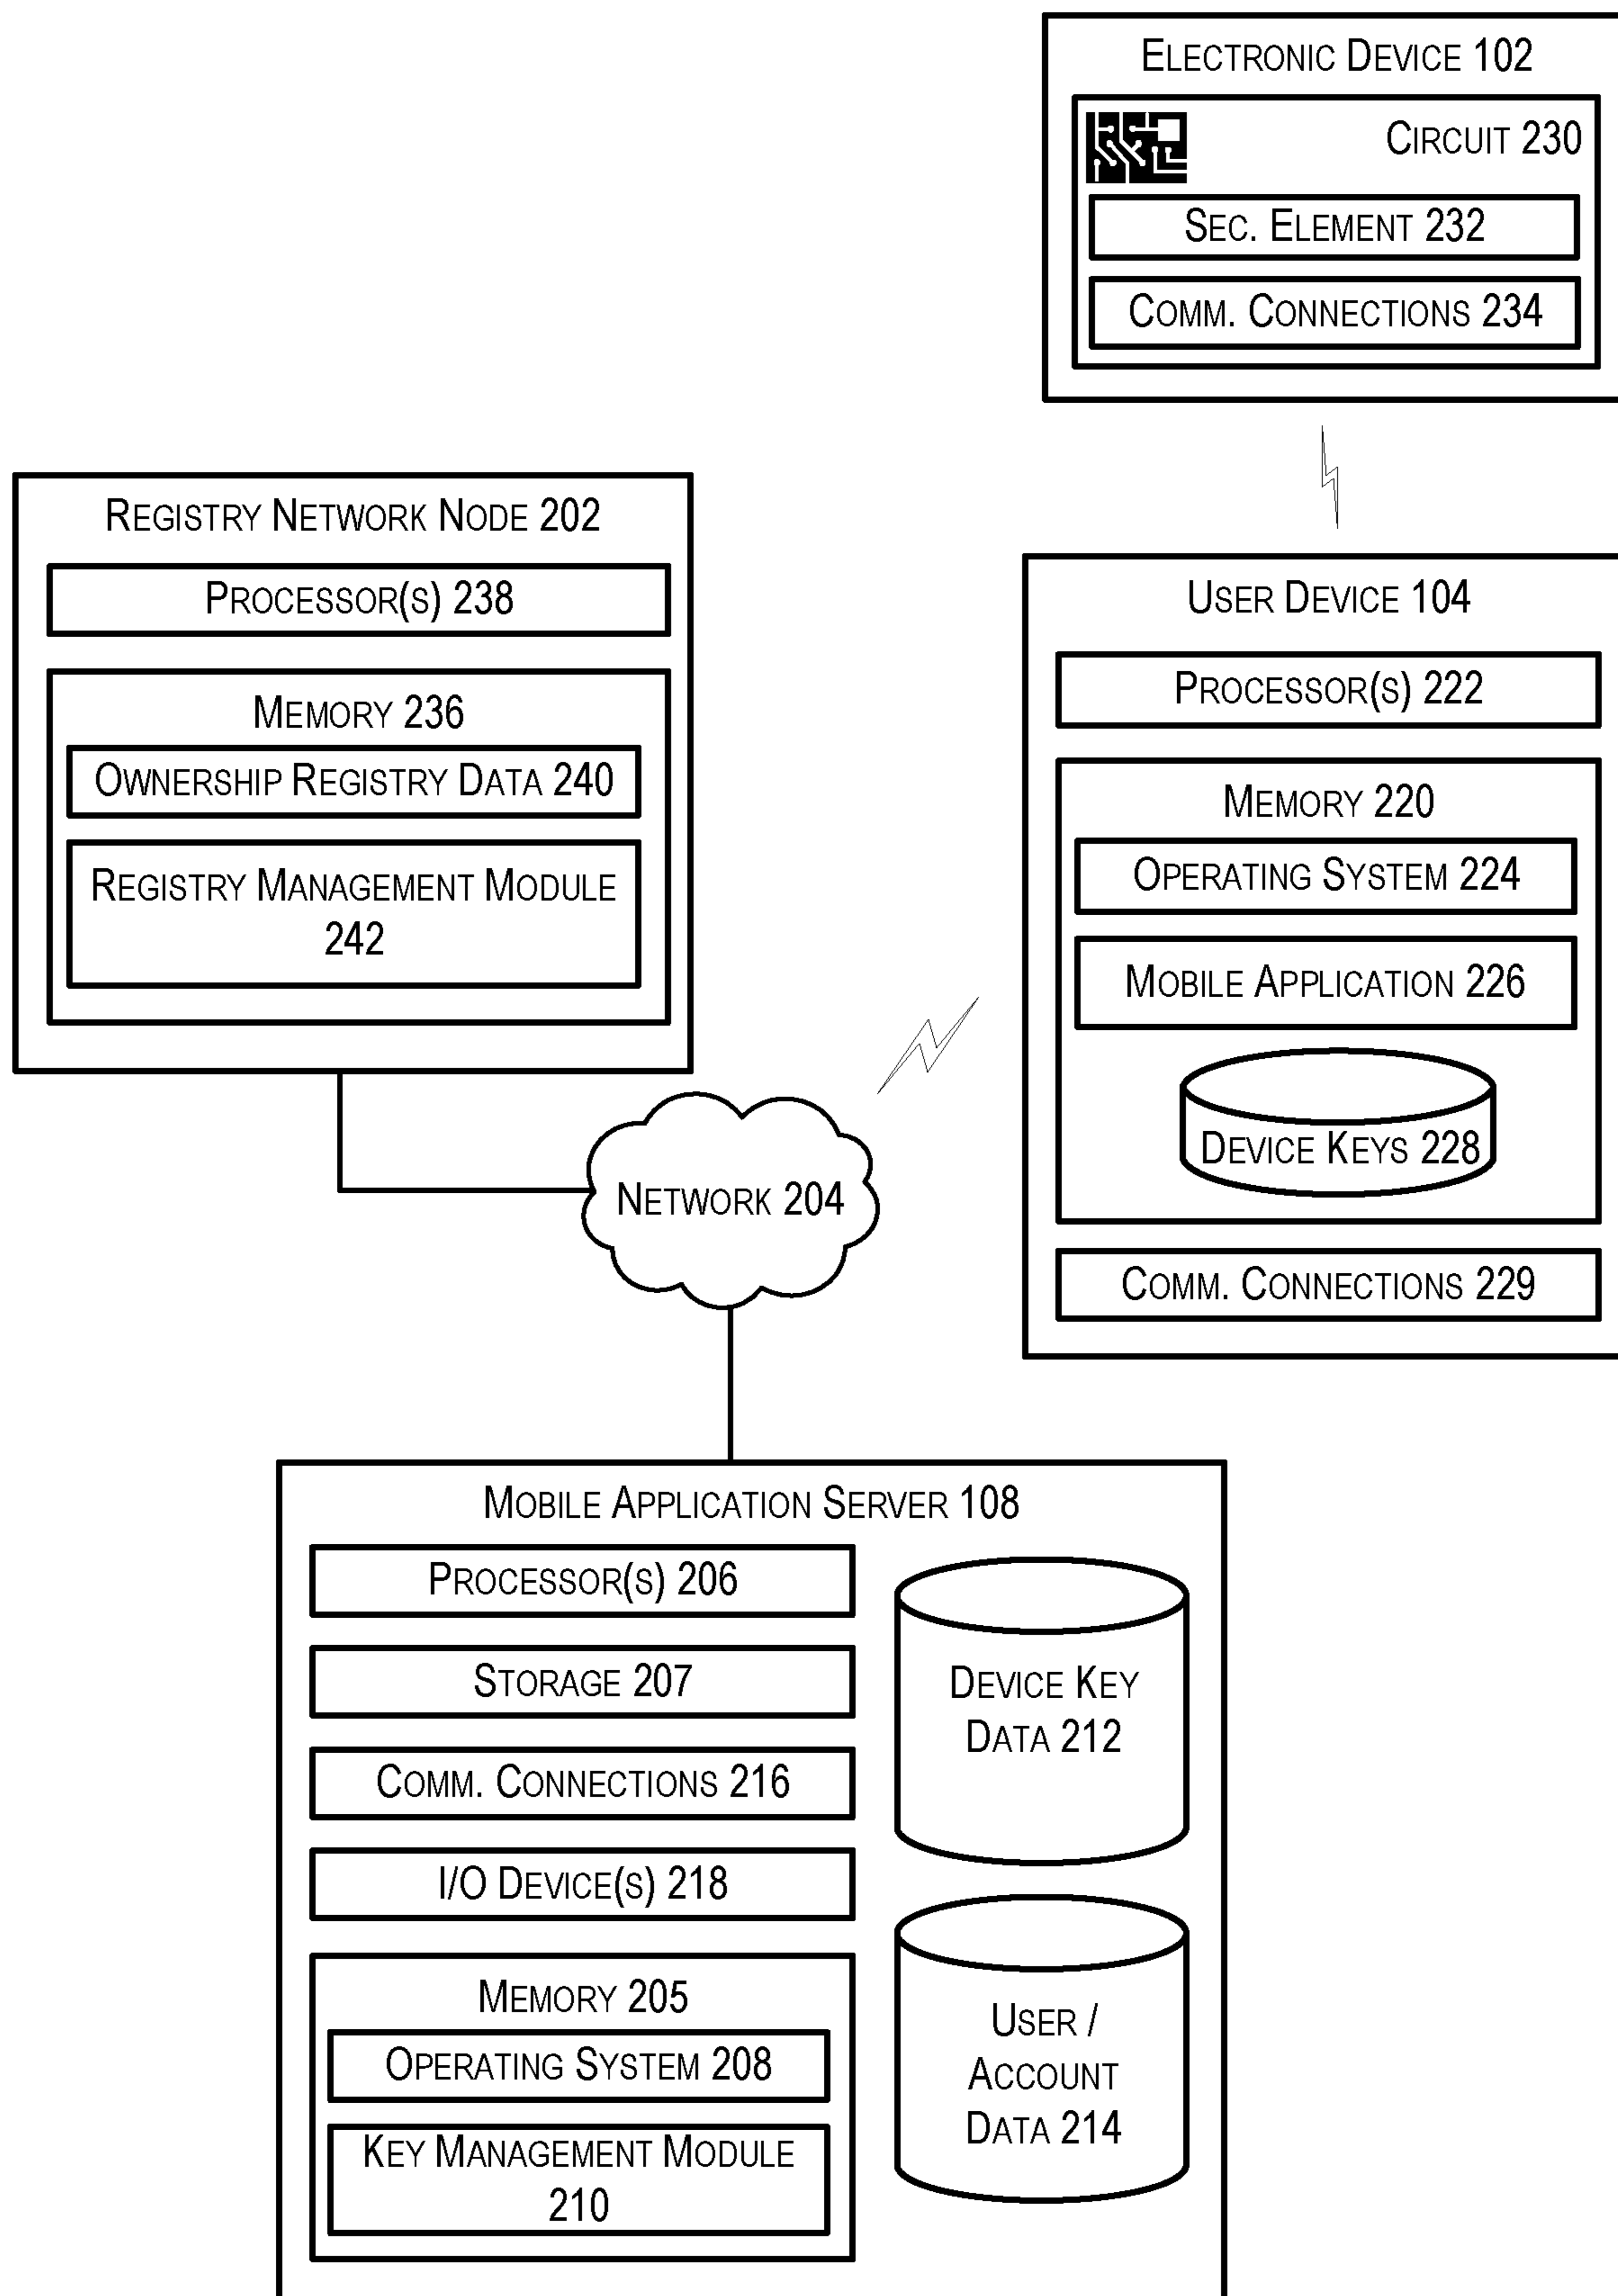 ELECTRONIC DEVICE 102
CIRCUIT 230
SEC. ELEMENT 232
COMM. CONNECTIONS 234
REGISTRY NETWORK NODE 202
PROCESSOR(S) 238
MEMORY 236
OWNERSHIP REGISTRY DATA 240
REGISTRY MANAGEMENT MODULE
242
USER DEVICE 104
PROCESSOR(S) 222
MEMORY 220
OPERATING SYSTEM 224
MOBILE APPLICATION 226
DEVICE KEYS 228
COMM. CONNECTIONS 229
NETWORK 204
MOBILE APPLICATION SERVER 108
PROCESSOR(S) 206
STORAGE 207
COMM. CONNECTIONS 216
I/O DEVICE(S) 218
MEMORY 205
OPERATING SYSTEM 208
KEY MANAGEMENT MODULE
210
DEVICE KEY
DATA 212
USER /
ACCOUNT
DATA 214